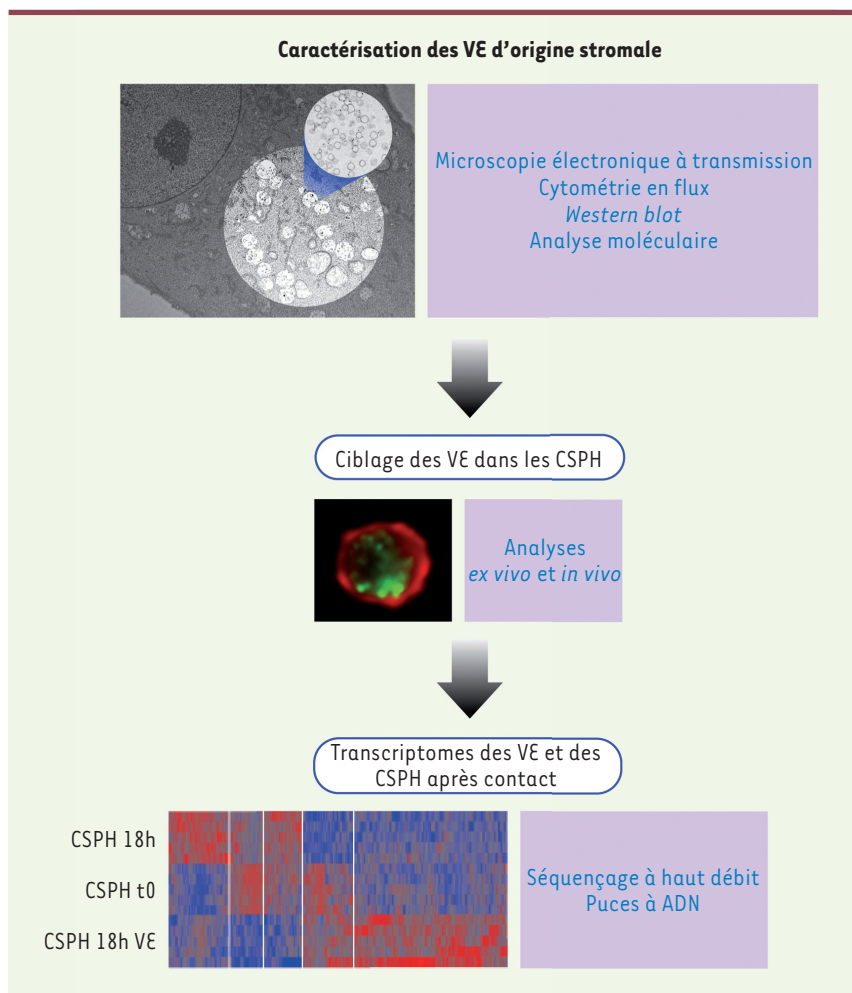 Caractérisation des VE d'origine stromale
Microscopie électronique à transmission
Cytométrie en flux
Western blot
Analyse moléculaire
Ciblage des VE dans les CSPH
Analyses
ex vivo et in vivo
Transcriptomes des VE et des
CSPH après contact
CSPH 18h
CSPH t0
CSPH 18h VE
Séquençage à haut débit
Puces à ADN